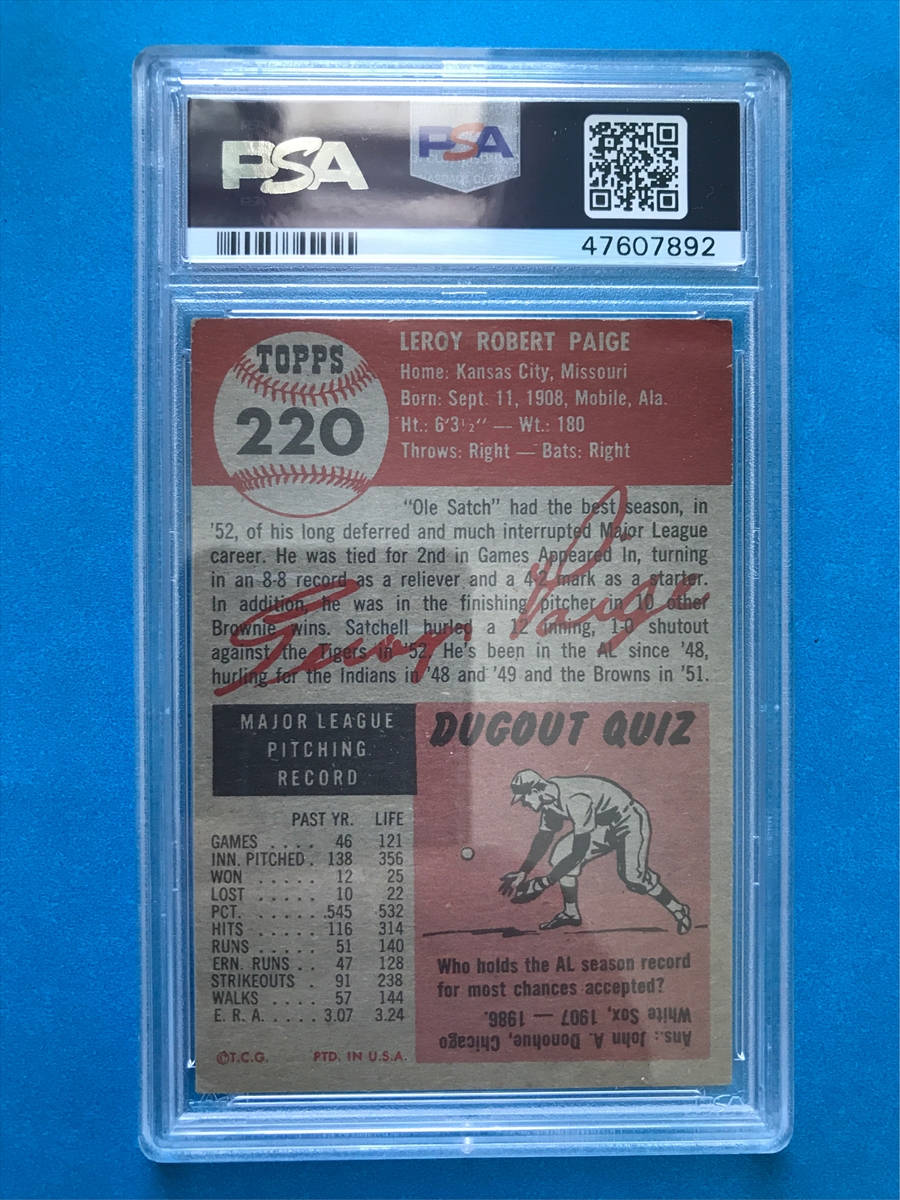 PSA
PSA
47607892
TOPPS
220
LEROY ROBERT PAIGE
Home: Kansas City, Missouri
Born: Sept. 11, 1908, Mobile, Ala.
Ht.: 6'3½" — Wt.: 180
Throws: Right — Bats: Right
"Ole Satch" had the best season, in
'52, of his long deferred and much interrupted Major League
career. He was tied for 2nd in Games Appeared In, turning
in an 8-8 record as a reliever and a 4-2 mark as a starter.
In addition, he was in the finishing pitcher in 10 other
Brownie wins. Satchell hurled a 12 inning, 1-0 shutout
against the Tigers in '52. He's been in the AL since '48,
hurling for the Indians in '48 and '49 and the Browns in '51.
Leroy Paige
MAJOR LEAGUE
PITCHING
RECORD
PAST YR. LIFE
GAMES .... 46 121
INN. PITCHED . 138 356
WON ..... 12 25
LOST ..... 10 22
PCT. ..... .545 .532
HITS ..... 116 314
RUNS .... 51 140
ERN. RUNS .. 47 128
STRIKEOUTS . 91 238
WALKS .... 57 144
E. R. A. .... 3.07 3.24
©T.C.G. PTD. IN U.S.A.
DUGOUT QUIZ
Who holds the AL season record
for most chances accepted?
Ans.: John A. Donohue, Chicago
White Sox, 1907 — 1986.
PSA